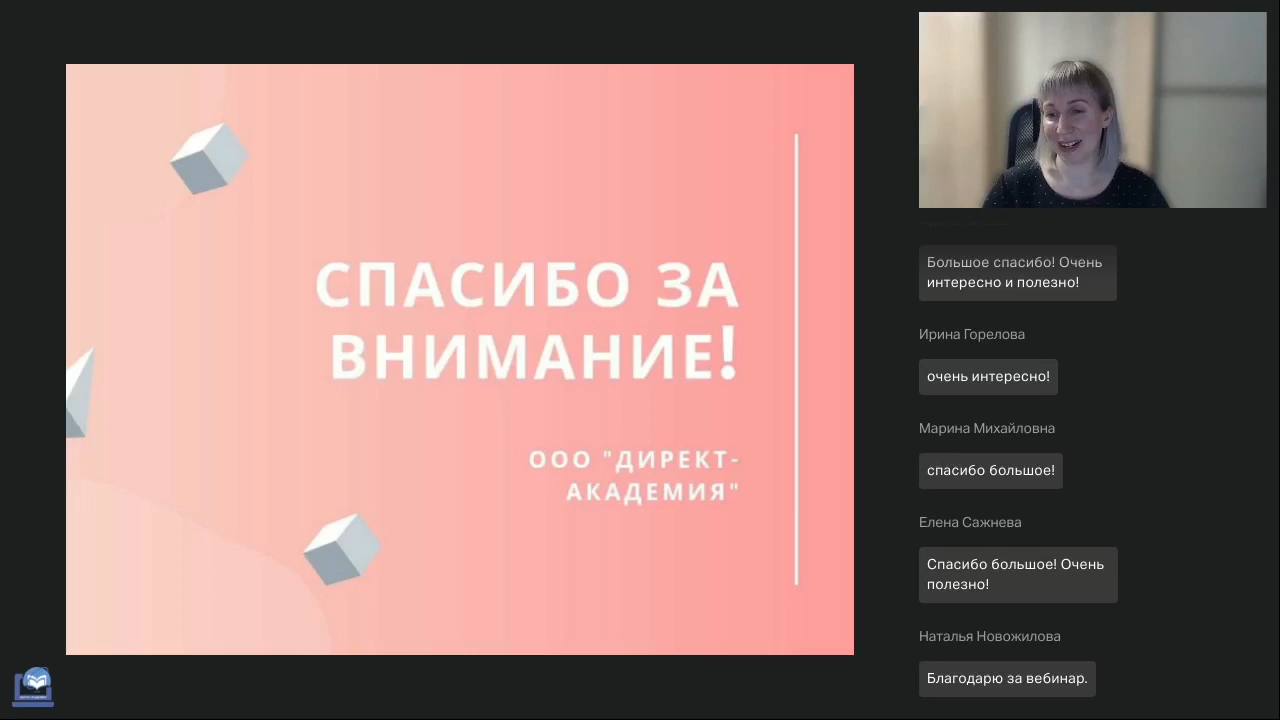 СПАСИБО ЗА
ВНИМАНИЕ!
ООО "ДИРЕКТ-
АКАДЕМИЯ"
Большое спасибо! Очень
интересно и полезно!
Ирина Горелова
очень интересно!
Марина Михайловна
спасибо большое!
Елена Сажнева
Спасибо большое! Очень
полезно!
Наталья Новожилова
Благодарю за вебинар.